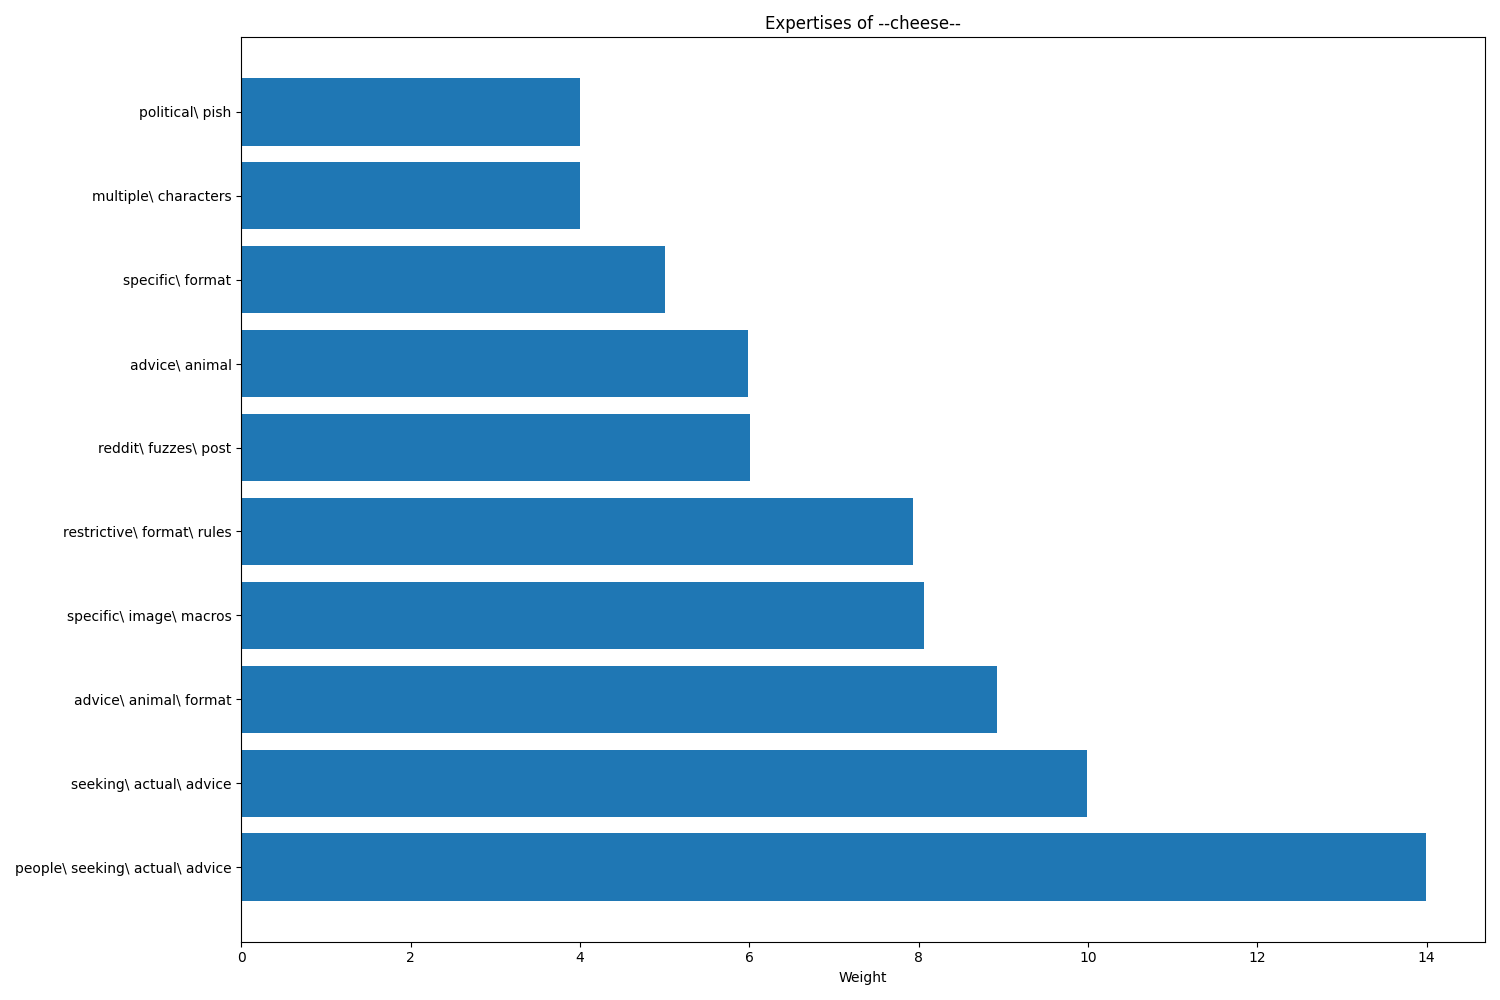 Expertises of --cheese--
political\ pish
multiple\ characters
specific\ format
advice\ animal
reddit\ fuzzes\ post
restrictive\ format\ rules
specific\ image\ macros
advice\ animal\ format
seeking\ actual\ advice
people\ seeking\ actual\ advice
0 2 4 6 8 10 12 14
Weight